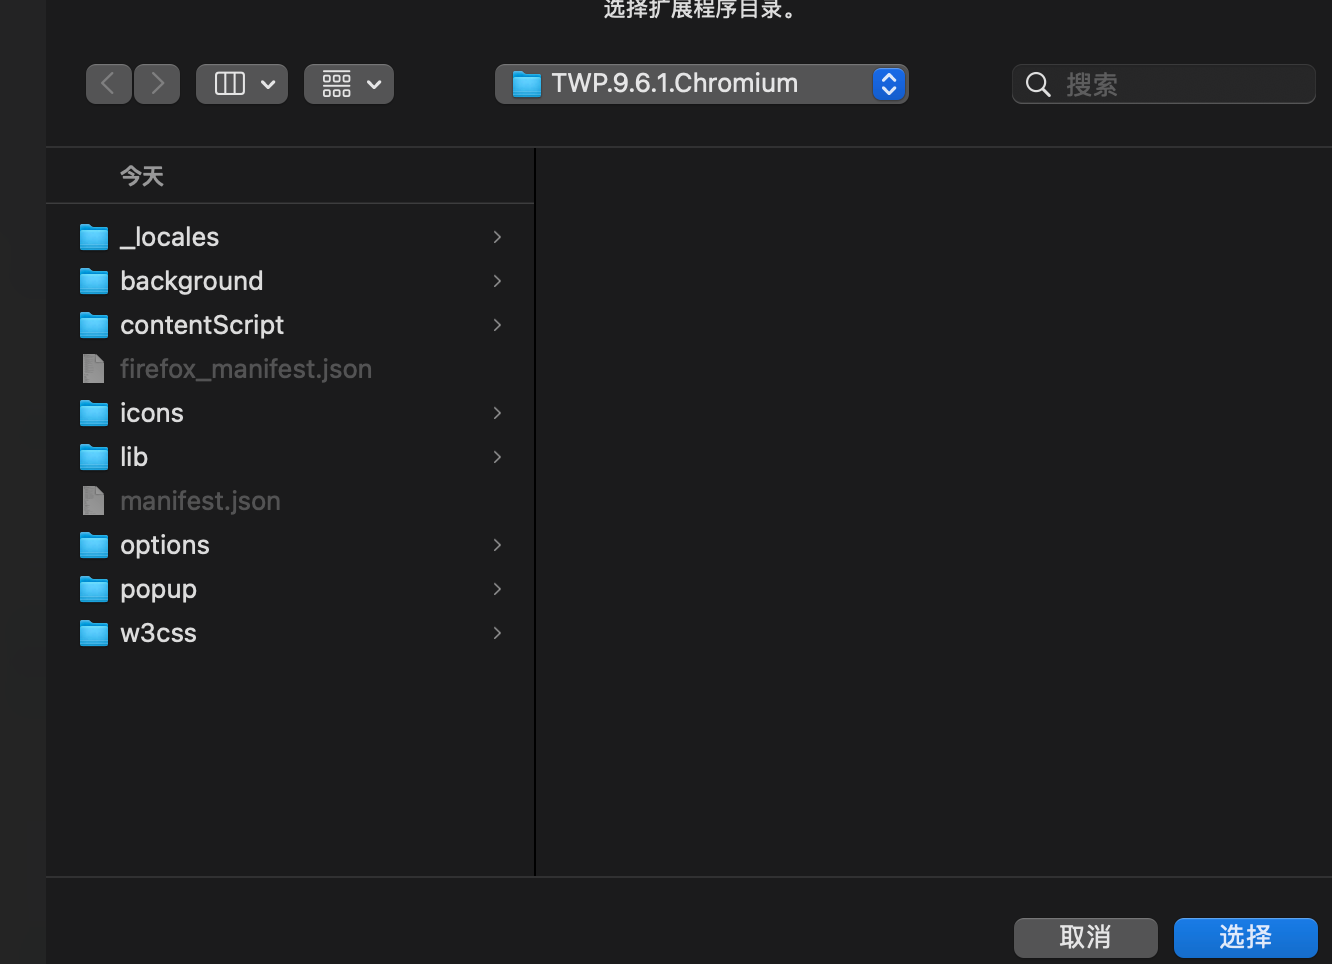 选择扩展程序目录。
TWP.9.6.1.Chromium
搜索
今天
_locales
background
contentScript
firefox_manifest.json
icons
lib
manifest.json
options
popup
w3css
取消
选择